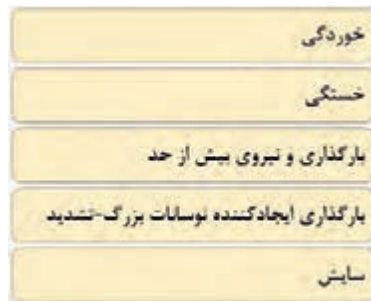 خوردگی
خستگی
بارگذاری و نیروی بیش از حد
بارگذاری ایجادکننده نوسانات بزرگ-تشدید
سایش